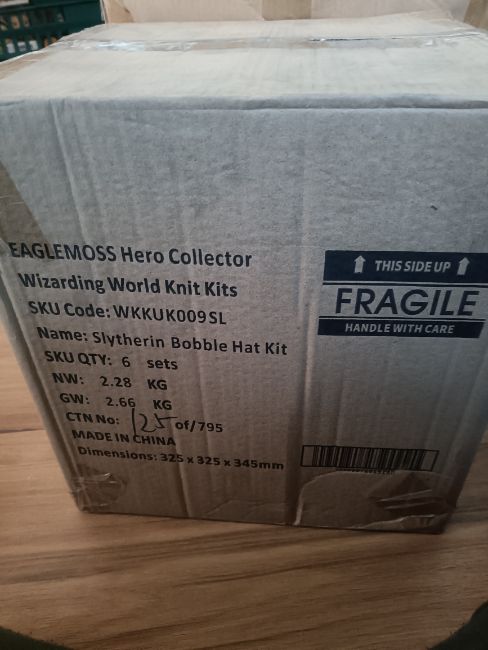 EAGLEMOSS Hero Collector
Wizarding World Knit Kits
SKU Code: WKKUK009SL
Name: Slytherin Bobble Hat Kit
SKU QTY: 6 sets
NW: 2.28 KG
GW: 2.66 KG
CTN No: 125 of/795
MADE IN CHINA
Dimensions: 325 x 325 x 345mm
THIS SIDE UP
FRAGILE
HANDLE WITH CARE